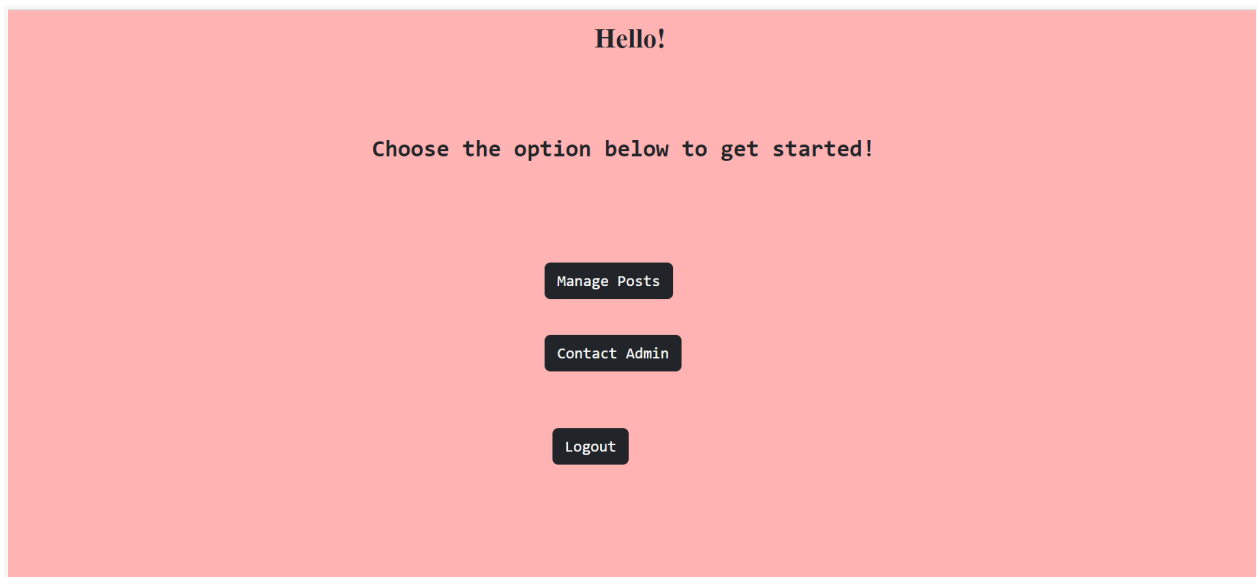 Hello!
Choose the option below to get started!
Manage Posts
Contact Admin
Logout